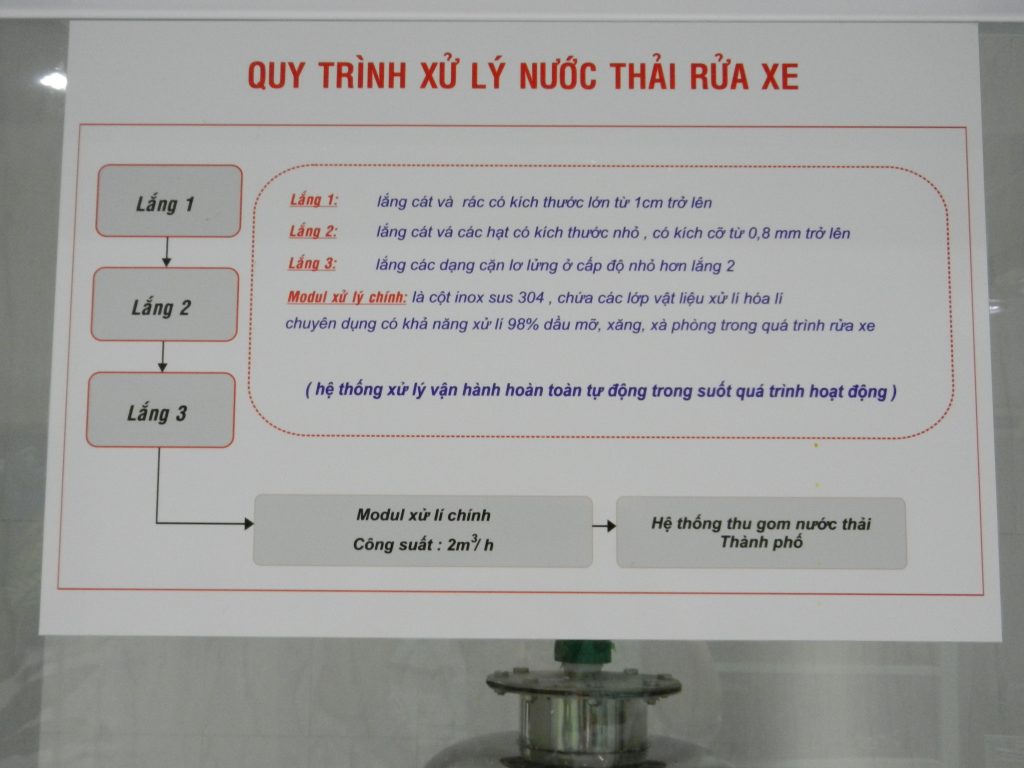 QUY TRÌNH XỬ LÝ NƯỚC THẢI RỬA XE
Lắng 1
Lắng 2
Lắng 3
Lắng 1: lắng cát và rác có kích thước lớn từ 1cm trở lên
Lắng 2: lắng cát vá các hạt có kích thước nhỏ , có kích cỡ từ 0,8 mm trở lên
Lắng 3: lắng các dạng cặn lơ lửng ở cấp độ nhỏ hơn lắng 2
Modul xử lý chính: là cột inox sus 304 , chứa các lớp vật liệu xử lí hóa lí
chuyên dụng có khả năng xử lí 98% dầu mỡ, xăng, xà phòng trong quá trình rửa xe
( hệ thống xử lý vận hành hoàn toàn tự động trong suốt quá trình hoạt động )
Modul xử lí chính
Công suất : 2m³/ h
Hệ thống thu gom nước thải
Thành phố